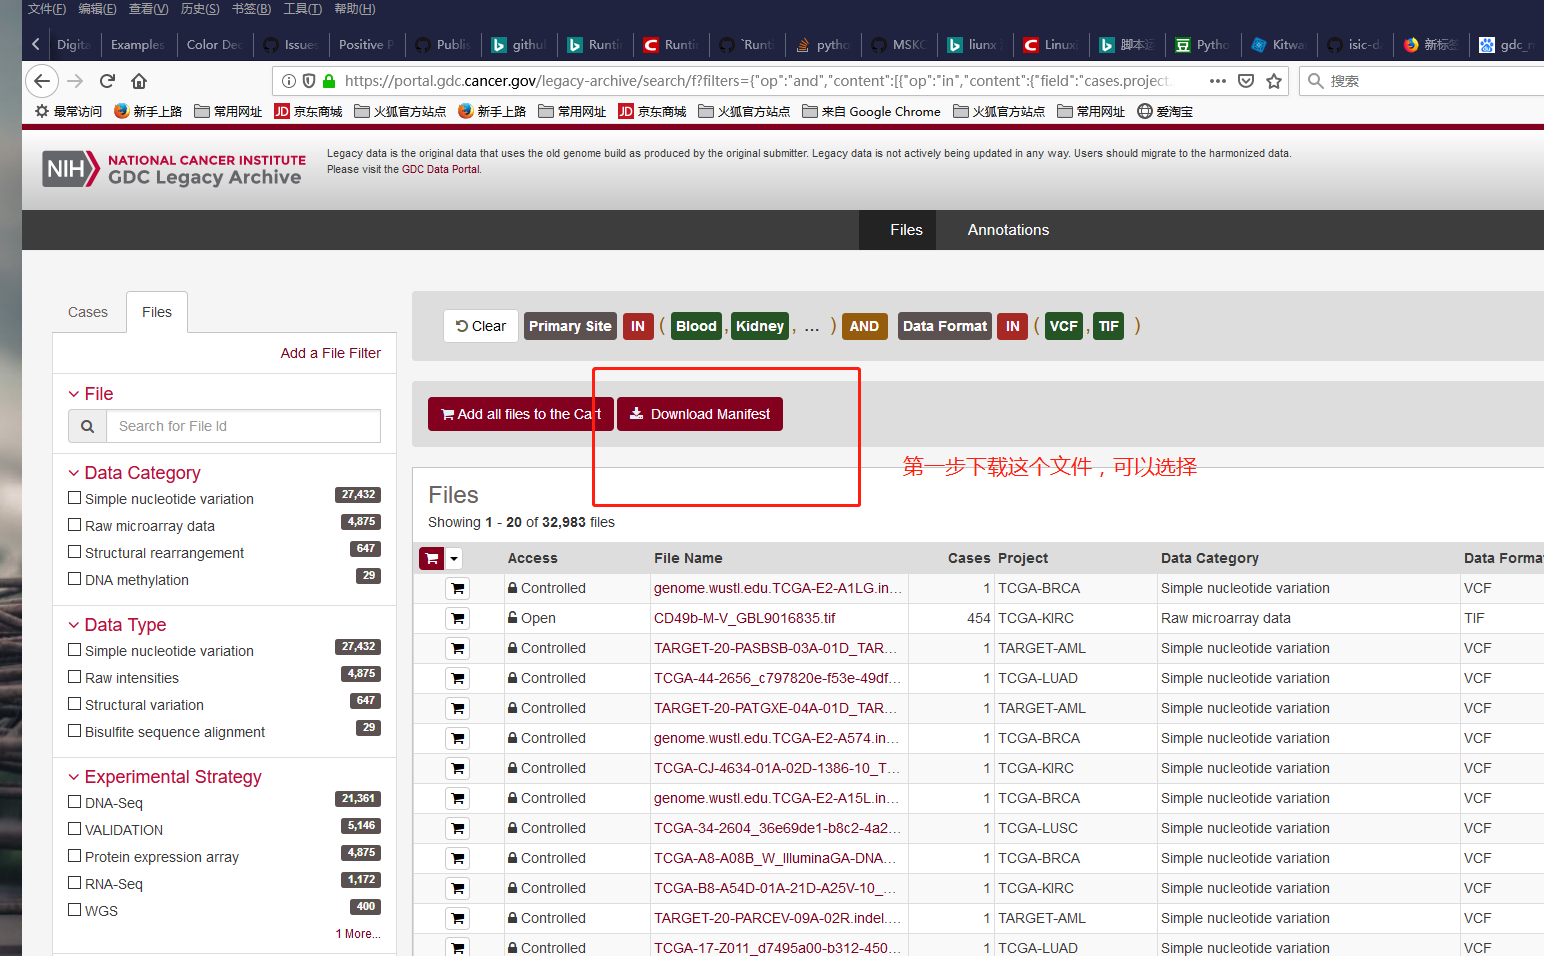 文件(F) 编辑(E) 查看(V) 历史(S) 书签(B) 工具(T) 帮助(H)
Digita Examples Color Dec Issues Positive P Publis githu Runtin Runtin `Runti pytho MSKC liunx Linux 脚本运 Pytho Kitwa isic-d 新标签 gdc_m
https://portal.gdc.cancer.gov/legacy-archive/search/f?filters={"op":"and","content":[{"op":"in","content":{"field":"cases.project. 搜索
最常访问 新手上路 常用网址 JD 京东商城 火狐官方站点 新手上路 常用网址 JD 京东商城 火狐官方站点 来自 Google Chrome 火狐官方站点 常用网址 爱淘宝
NIH NATIONAL CANCER INSTITUTE
GDC Legacy Archive
Legacy data is the original data that uses the old genome build as produced by the original submitter. Legacy data is not actively being updated in any way. Users should migrate to the harmonized data.
Please visit the GDC Data Portal.
Files Annotations
Cases Files
Add a File Filter
File
Search for File Id
Data Category
Simple nucleotide variation 27,432
Raw microarray data 4,875
Structural rearrangement 647
DNA methylation 29
Data Type
Simple nucleotide variation 27,432
Raw intensities 4,875
Structural variation 647
Bisulfite sequence alignment 29
Experimental Strategy
DNA-Seq 21,361
VALIDATION 5,146
Protein expression array 4,875
RNA-Seq 1,172
WGS 400
1 More...
Clear Primary Site IN ( Blood , Kidney , ... ) AND Data Format IN ( VCF , TIF )
Add all files to the Cart Download Manifest
第一步下载这个文件，可以选择
Files
Showing 1 - 20 of 32,983 files
Access File Name Cases Project Data Category Data Forma
Controlled genome.wustl.edu.TCGA-E2-A1LG.in... 1 TCGA-BRCA Simple nucleotide variation VCF
Open CD49b-M-V_GBL9016835.tif 454 TCGA-KIRC Raw microarray data TIF
Controlled TARGET-20-PASBSB-03A-01D_TAR... 1 TARGET-AML Simple nucleotide variation VCF
Controlled TCGA-44-2656_c797820e-f53e-49df... 1 TCGA-LUAD Simple nucleotide variation VCF
Controlled TARGET-20-PATGXE-04A-01D_TAR... 1 TARGET-AML Simple nucleotide variation VCF
Controlled genome.wustl.edu.TCGA-E2-A574.in... 1 TCGA-BRCA Simple nucleotide variation VCF
Controlled TCGA-CJ-4634-01A-02D-1386-10_T... 1 TCGA-KIRC Simple nucleotide variation VCF
Controlled genome.wustl.edu.TCGA-E2-A15L.in... 1 TCGA-BRCA Simple nucleotide variation VCF
Controlled TCGA-34-2604_36e69de1-b8c2-4a2... 1 TCGA-LUSC Simple nucleotide variation VCF
Controlled TCGA-A8-A08B_W_IlluminaGA-DNA... 1 TCGA-BRCA Simple nucleotide variation VCF
Controlled TCGA-B8-A54D-01A-21D-A25V-10_... 1 TCGA-KIRC Simple nucleotide variation VCF
Controlled TARGET-20-PARCEV-09A-02R.indel.... 1 TARGET-AML Simple nucleotide variation VCF
Controlled TCGA-17-Z011_d7495a00-b312-450... 1 TCGA-LUAD Simple nucleotide variation VCF